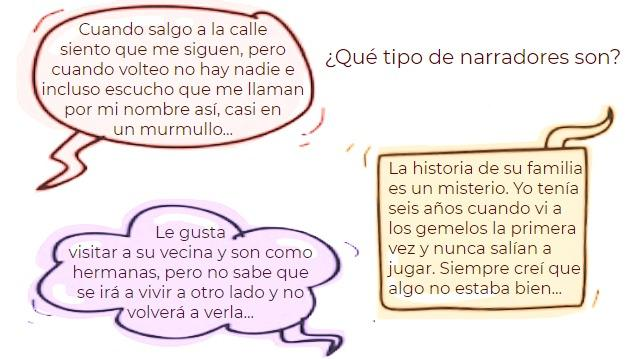 Cuando salgo a la calle
siento que me siguen, pero
cuando volteo no hay nadie e
incluso escucho que me llaman
por mi nombre así, casi en
un murmullo...
¿Qué tipo de narradores son?
La historia de su familia
es un misterio. Yo tenía
seis años cuando vi a
los gemelos la primera
vez y nunca salían a
jugar. Siempre creí que
algo no estaba bien...
Le gusta
visitar a su vecina y son como
hermanas, pero no sabe que
se irá a vivir a otro lado y no
volverá a verla...